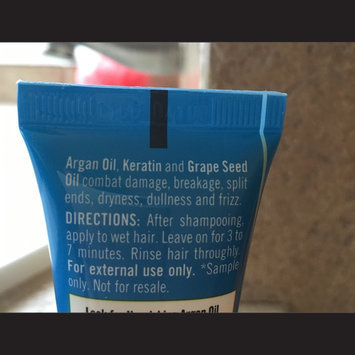 Argan Oil, Keratin and Grape Seed
Oil combat damage, breakage, split
ends, dryness, dullness and frizz.
DIRECTIONS: After shampooing,
apply to wet hair. Leave on for 3 to
7 minutes. Rinse hair throughly.
For external use only. *Sample
only. Not for resale.
Argan Oil